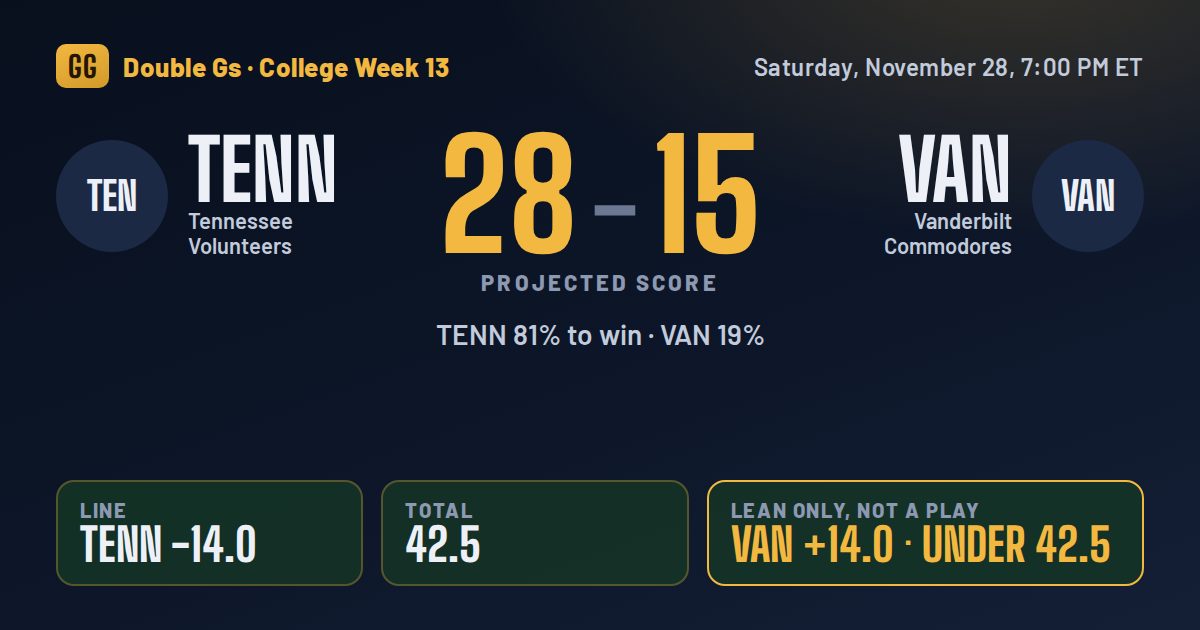 GG
Double Gs · College Week 13
Saturday, November 28, 7:00 PM ET
TEN
TENN
Tennessee
Volunteers
28 – 15
PROJECTED SCORE
TENN 81% to win · VAN 19%
VAN
Vanderbilt
Commodores
VAN
LINE
TENN −14.0
TOTAL
42.5
LEAN ONLY, NOT A PLAY
VAN +14.0 · UNDER 42.5